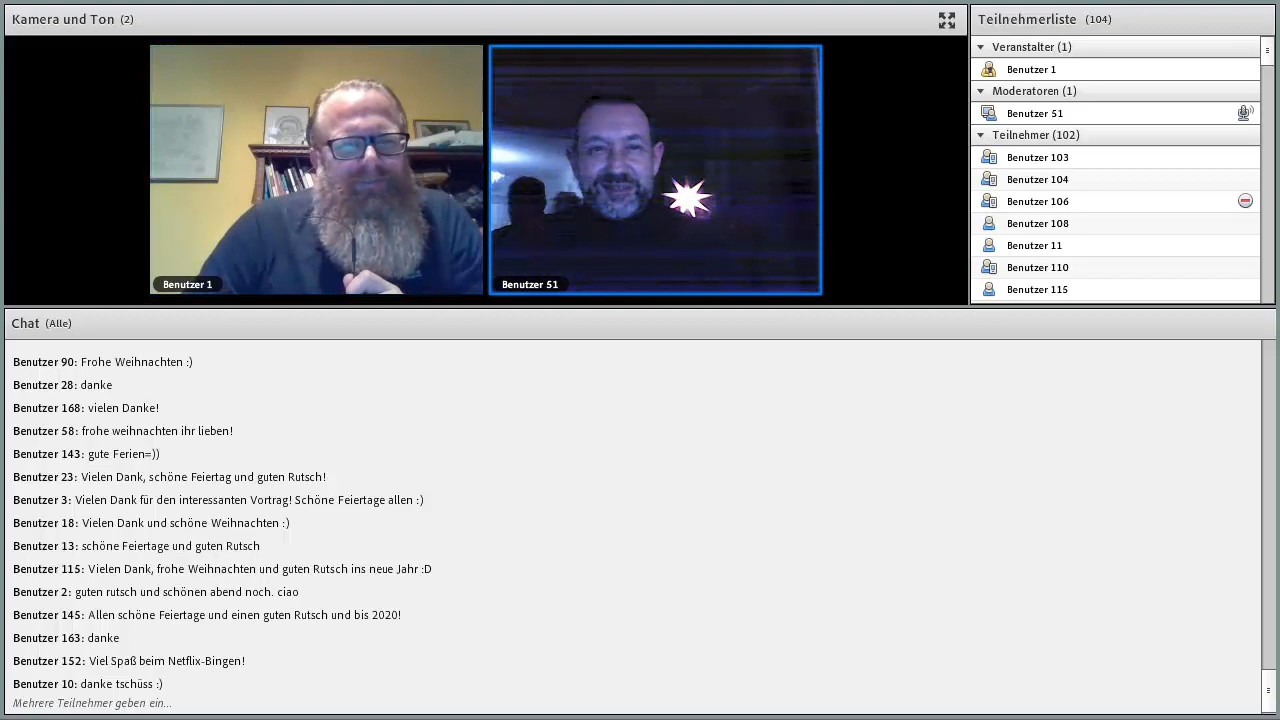 Kamera und Ton (2)
Benutzer 1
Benutzer 51
Teilnehmerliste (104)
Veranstalter (1)
Benutzer 1
Moderatoren (1)
Benutzer 51
Teilnehmer (102)
Benutzer 103
Benutzer 104
Benutzer 106
Benutzer 108
Benutzer 11
Benutzer 110
Benutzer 115
Chat (Alle)
Benutzer 90: Frohe Weihnachten :)
Benutzer 28: danke
Benutzer 168: vielen Danke!
Benutzer 58: frohe weihnachten ihr lieben!
Benutzer 143: gute Ferien=))
Benutzer 23: Vielen Dank, schöne Feiertag und guten Rutsch!
Benutzer 3: Vielen Dank für den interessanten Vortrag! Schöne Feiertage allen :)
Benutzer 18: Vielen Dank und schöne Weihnachten :)
Benutzer 13: schöne Feiertage und guten Rutsch
Benutzer 115: Vielen Dank, frohe Weihnachten und guten Rutsch ins neue Jahr :D
Benutzer 2: guten rutsch und schönen abend noch. ciao
Benutzer 145: Allen schöne Feiertage und einen guten Rutsch und bis 2020!
Benutzer 163: danke
Benutzer 152: Viel Spaß beim Netflix-Bingen!
Benutzer 10: danke tschüss :)
Mehrere Teilnehmer geben ein...